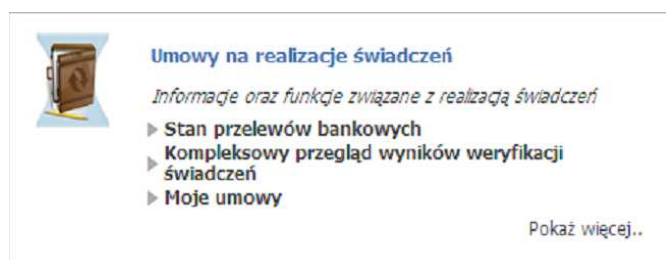 Umowy na realizacje świadczeń
Informacje oraz funkcje związane z realizacją świadczeń
Stan przelewów bankowych
Kompleksowy przegląd wyników weryfikacji
świadczeń
Moje umowy
Pokaż więcej..